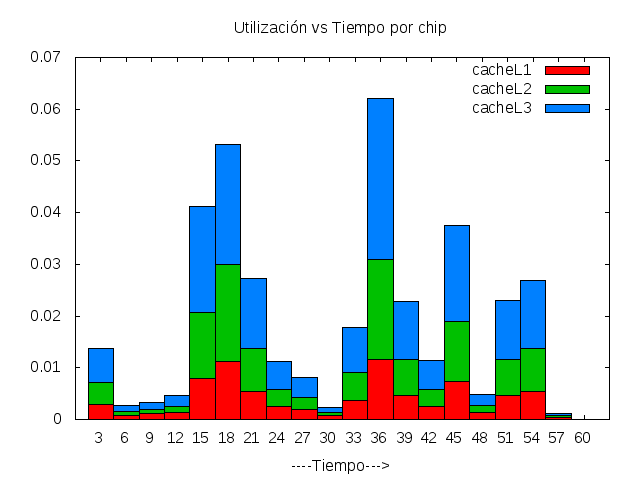 Utilización vs Tiempo por chip
cacheL1
cacheL2
cacheL3
0.07
0.06
0.05
0.04
0.03
0.02
0.01
0
3 6 9 12 15 18 21 24 27 30 33 36 39 42 45 48 51 54 57 60
----Tiempo--->